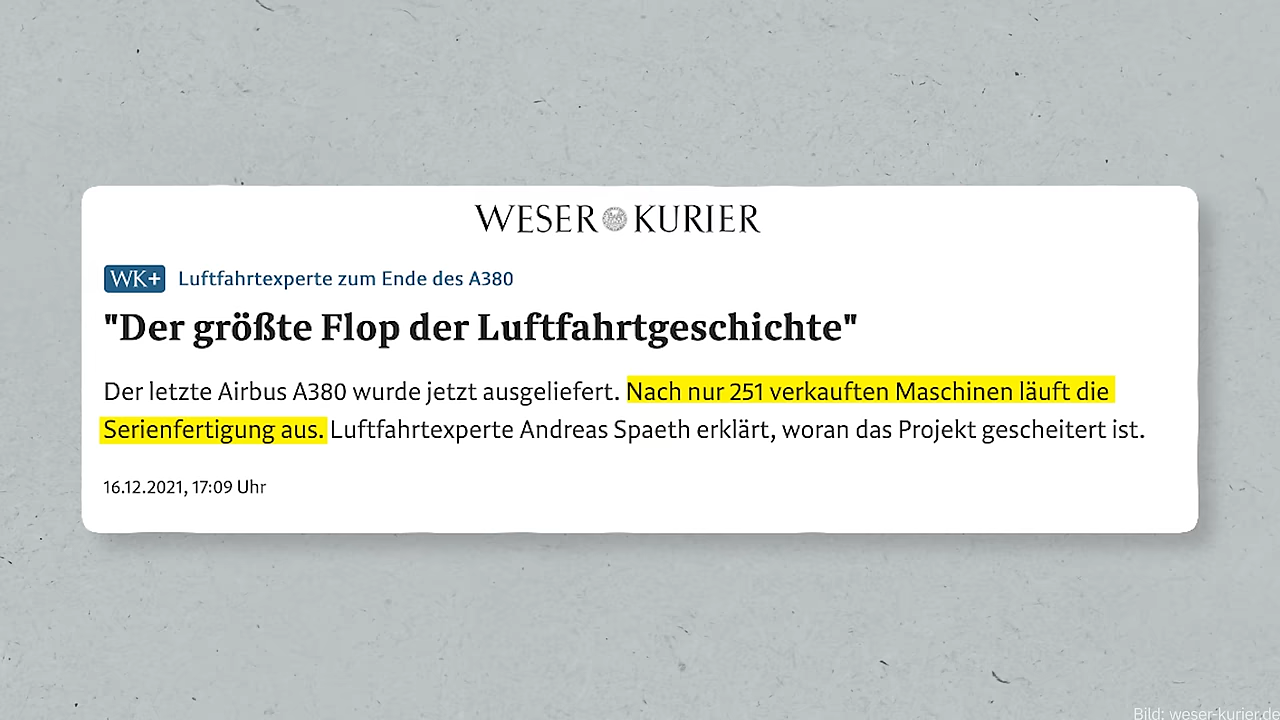 WESER KURIER
WK+ Luftfahrtexperte zum Ende des A380
"Der größte Flop der Luftfahrtgeschichte"
Der letzte Airbus A380 wurde jetzt ausgeliefert. Nach nur 251 verkauften Maschinen läuft die
Serienfertigung aus. Luftfahrtexperte Andreas Spaeth erklärt, woran das Projekt gescheitert ist.
16.12.2021, 17:09 Uhr
Bild: weser-kurier.de